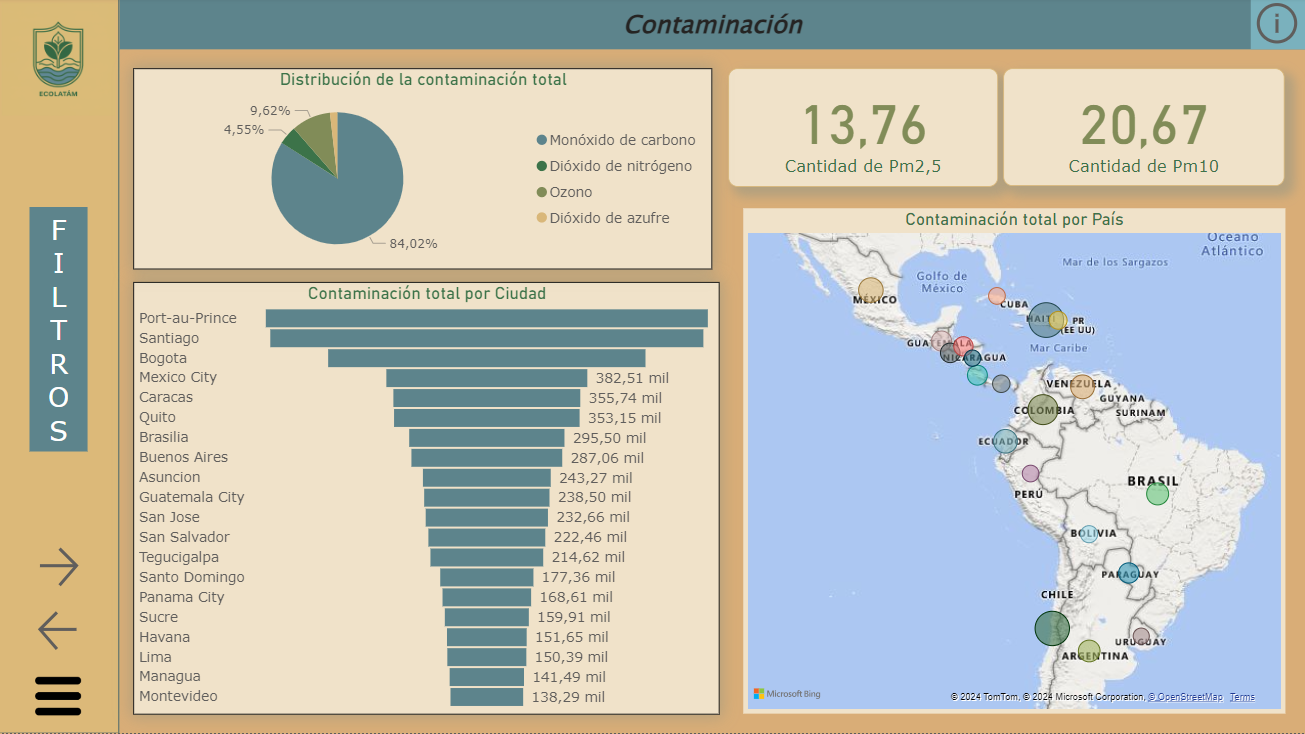 Contaminación
i
ECOLATÁM
FILTROS
Distribución de la contaminación total
9,62%
4,55%
84,02%
Monóxido de carbono
Dióxido de nitrógeno
Ozono
Dióxido de azufre
13,76
Cantidad de Pm2,5
20,67
Cantidad de Pm10
Contaminación total por Ciudad
Port-au-Prince
Santiago
Bogota
Mexico City 382,51 mil
Caracas 355,74 mil
Quito 353,15 mil
Brasilia 295,50 mil
Buenos Aires 287,06 mil
Asuncion 243,27 mil
Guatemala City 238,50 mil
San Jose 232,66 mil
San Salvador 222,46 mil
Tegucigalpa 214,62 mil
Santo Domingo 177,36 mil
Panama City 168,61 mil
Sucre 159,91 mil
Havana 151,65 mil
Lima 150,39 mil
Managua 141,49 mil
Montevideo 138,29 mil
Contaminación total por País
Océano
Atlántico
Mar de los Sargazos
Golfo de
México
MÉXICO
CUBA
HAITÍ
PR
(EE UU)
GUATEMALA
Mar Caribe
NICARAGUA
VENEZUELA
GUYANA
COLOMBIA
SURINAM
ECUADOR
BRASIL
PERÚ
BOLIVIA
PARAGUAY
CHILE
URUGUAY
ARGENTINA
Microsoft Bing
© 2024 TomTom, © 2024 Microsoft Corporation, © OpenStreetMap Terms